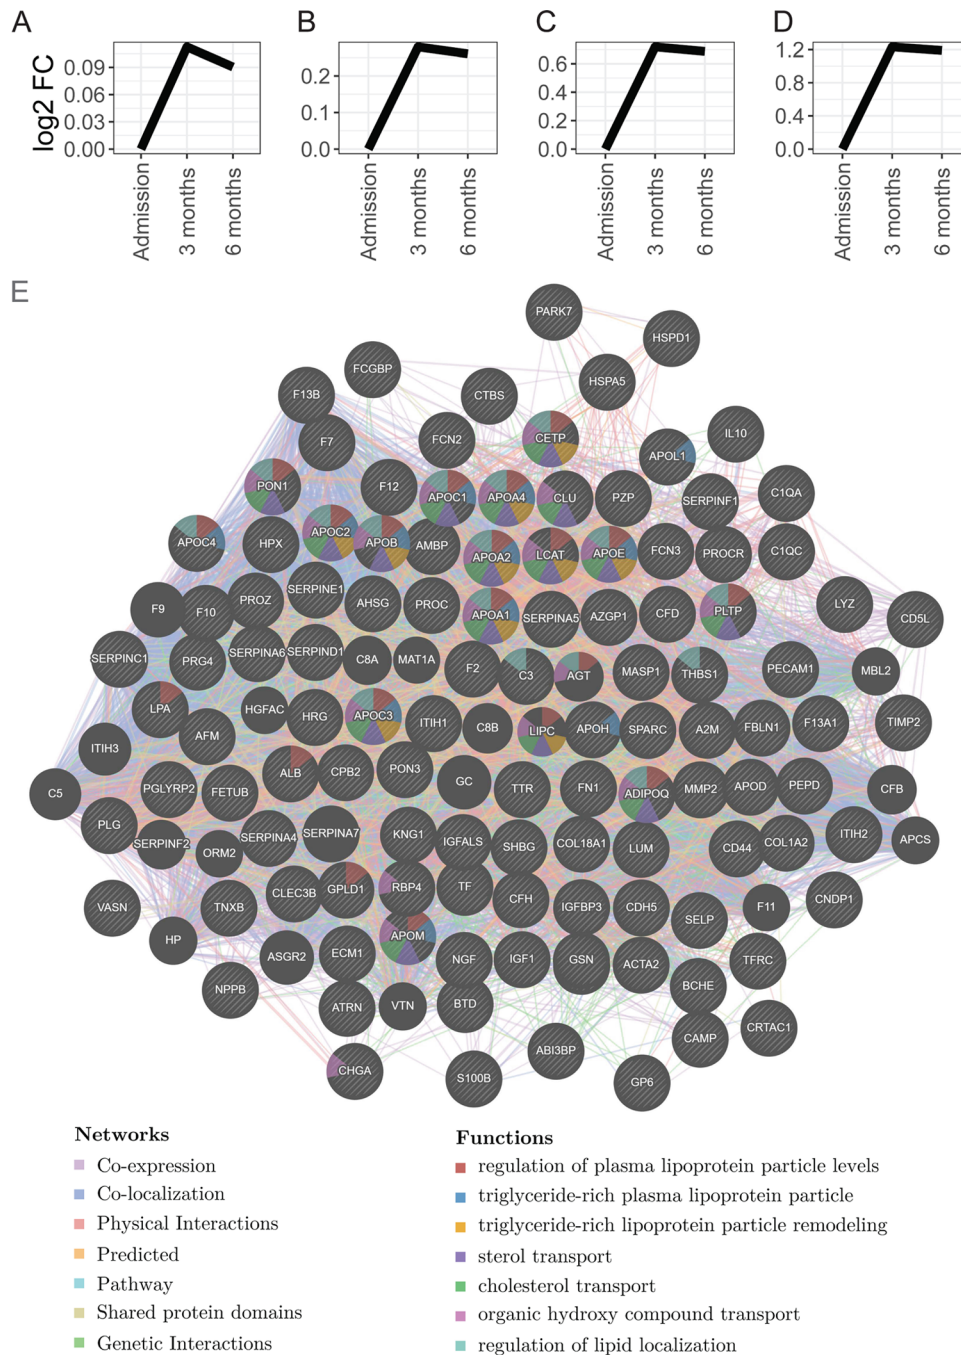 A
B
C
D
log2 FC
0.09
0.06
0.03
0.00
0.2
0.1
0.0
0.6
0.4
0.2
0.0
1.2
0.8
0.4
0.0
Admission
3 months
6 months
Admission
3 months
6 months
Admission
3 months
6 months
Admission
3 months
6 months
E
PARK7
HSPD1
FCGBP
HSPA5
F13B
CTBS
IL10
F7
FCN2
CETP
APOL1
PON1
F12
APOC1
APOA4
CLU
PZP
SERPINF1
C1QA
APOC4
HPX
APOC2
APOB
AMBP
APOA2
LCAT
APOE
FCN3
PROCR
C1QC
F9
F10
PROZ
SERPINE1
AHSG
PROC
APOA1
SERPINA5
AZGP1
CFD
PLTP
LYZ
CD5L
SERPINC1
PRG4
SERPINA6
SERPIND1
C8A
MAT1A
F2
C3
AGT
MASP1
THBS1
PECAM1
MBL2
LPA
HGFAC
HRG
APOC3
ITIH1
C8B
LIPC
APOH
SPARC
A2M
FBLN1
F13A1
TIMP2
ITIH3
AFM
C5
PGLYRP2
FETUB
ALB
CPB2
PON3
GC
TTR
FN1
ADIPOQ
MMP2
APOD
PEPD
CFB
PLG
SERPINF2
ORM2
SERPINA4
SERPINA7
KNG1
IGFALS
SHBG
COL18A1
LUM
CD44
COL1A2
ITIH2
APCS
VASN
TNXB
CLEC3B
GPLD1
RBP4
TF
CFH
IGFBP3
CDH5
SELP
F11
CNDP1
HP
ASGR2
ECM1
APOM
NGF
IGF1
GSN
ACTA2
BCHE
TFRC
NPPB
ATRN
VTN
BTD
ABI3BP
CAMP
CRTAC1
CHGA
S100B
GP6
Networks
Co-expression
Co-localization
Physical Interactions
Predicted
Pathway
Shared protein domains
Genetic Interactions
Functions
regulation of plasma lipoprotein particle levels
triglyceride-rich plasma lipoprotein particle
triglyceride-rich lipoprotein particle remodeling
sterol transport
cholesterol transport
organic hydroxy compound transport
regulation of lipid localization